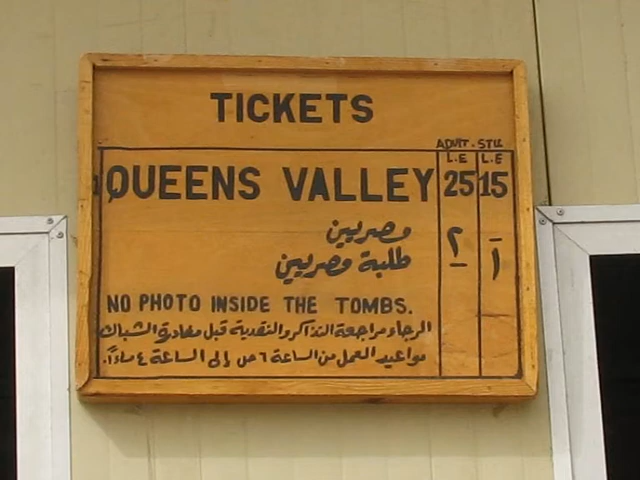 TICKETS
ADULT - STU
L.E L.E
QUEENS VALLEY 25 15
مصريين ٢ -
طلبة مصريين - ١
NO PHOTO INSIDE THE TOMBS.
الرجاء مراجعة التذاكر والنقدية قبل مغادرة الشباك
مواعيد العمل من الساعة ٦ ص إلى الساعة ٤ مساءً.